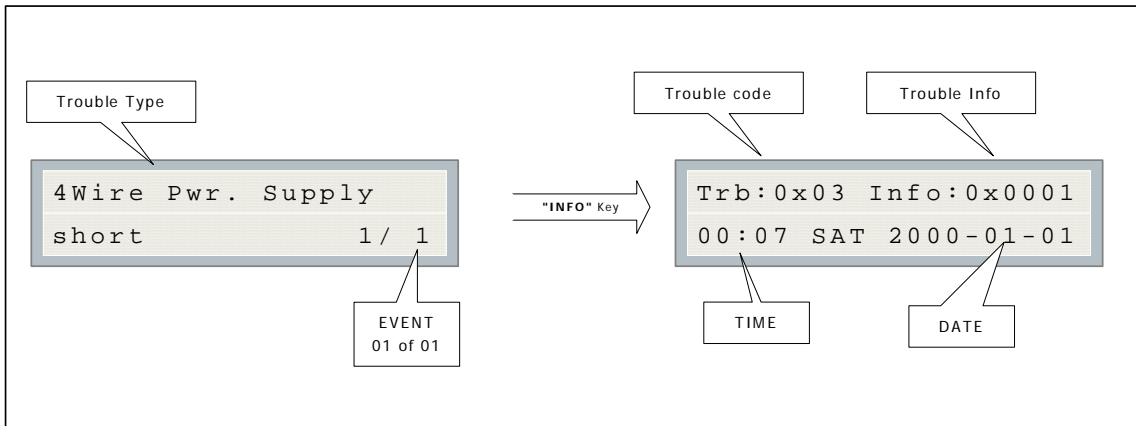 Trouble Type
4Wire Pwr. Supply
short 1/ 1
EVENT
01 of 01
"INFO" Key
Trouble code
Trouble Info
Trb:0x03 Info:0x0001
00:07 SAT 2000-01-01
TIME
DATE